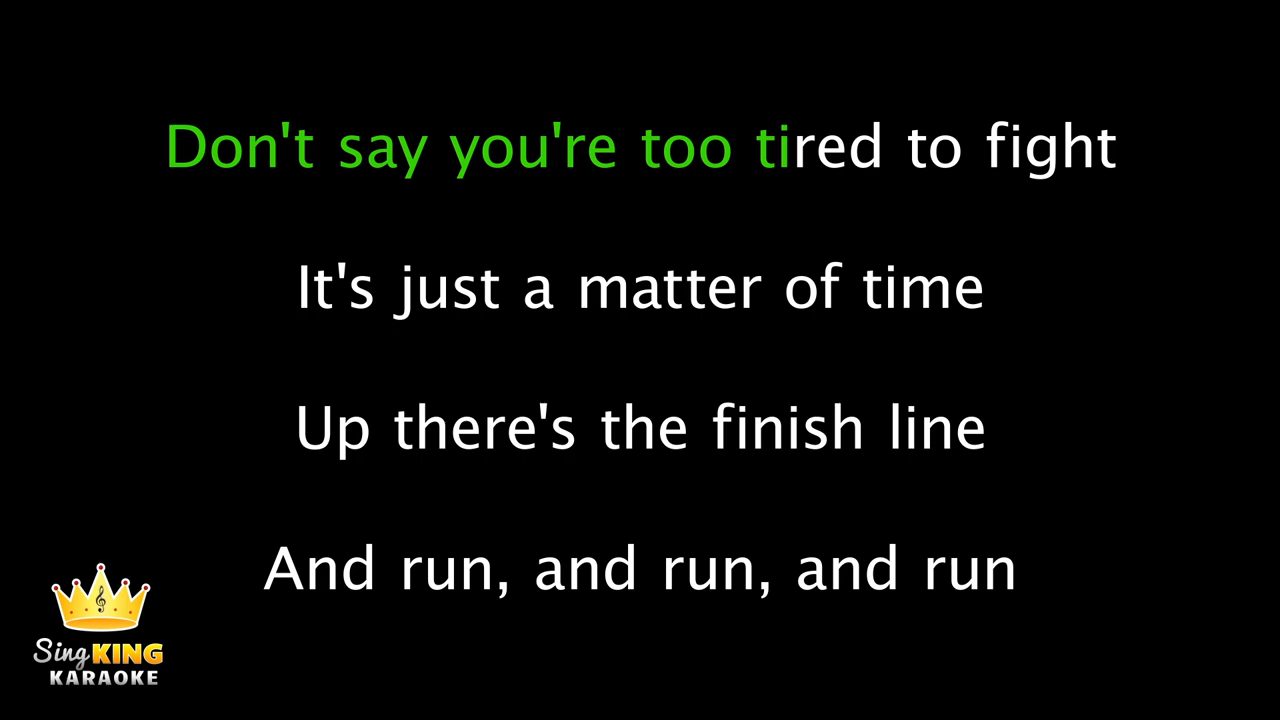 Don't say you're too tired to fight
It's just a matter of time
Up there's the finish line
And run, and run, and run
Sing KING
KARAOKE